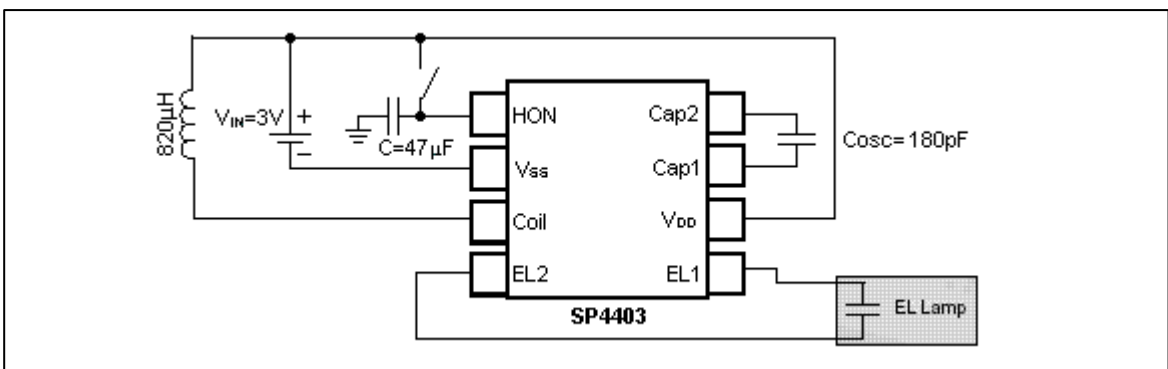 820μH
VIN=3V
+
−
C=47μF
HON
Vss
Coil
EL2
Cap2
Cap1
VDD
EL1
SP4403
Cosc=180pF
EL Lamp